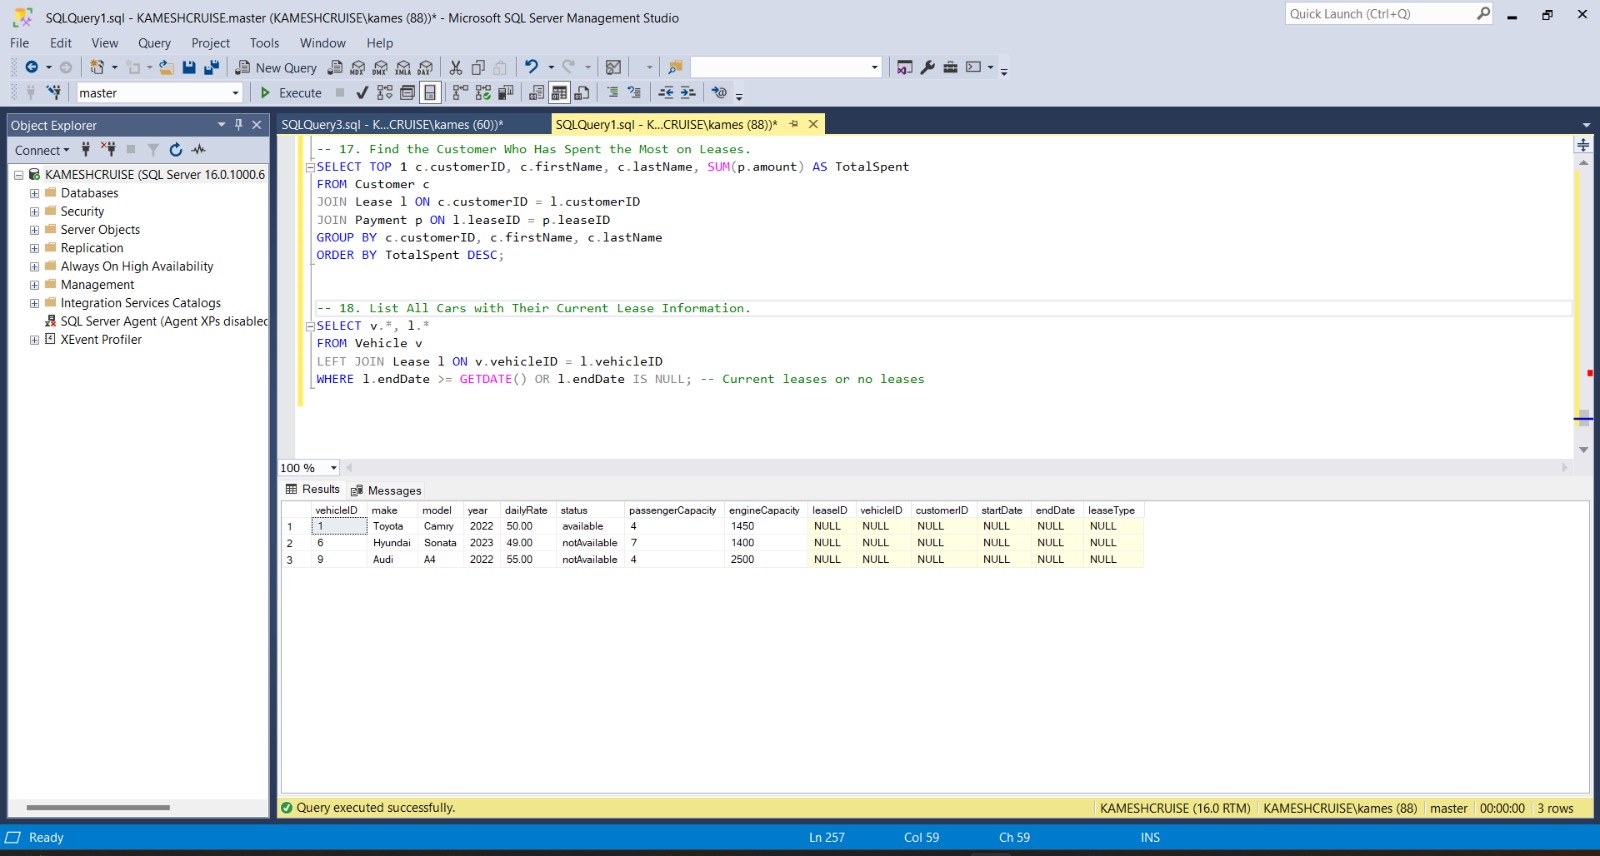 SQLQuery1.sql - KAMESHCRUISE.master (KAMESHCRUISE\kames (88))* - Microsoft SQL Server Management Studio
Quick Launch (Ctrl+Q)
File Edit View Query Project Tools Window Help
New Query MDX DMX XMLA DAX
master Execute
Object Explorer
Connect
KAMESHCRUISE (SQL Server 16.0.1000.6
Databases
Security
Server Objects
Replication
Always On High Availability
Management
Integration Services Catalogs
SQL Server Agent (Agent XPs disabled
XEvent Profiler
SQLQuery3.sql - K...CRUISE\kames (60))* SQLQuery1.sql - K...CRUISE\kames (88))*
-- 17. Find the Customer Who Has Spent the Most on Leases.
SELECT TOP 1 c.customerID, c.firstName, c.lastName, SUM(p.amount) AS TotalSpent
FROM Customer c
JOIN Lease l ON c.customerID = l.customerID
JOIN Payment p ON l.leaseID = p.leaseID
GROUP BY c.customerID, c.firstName, c.lastName
ORDER BY TotalSpent DESC;
-- 18. List All Cars with Their Current Lease Information.
SELECT v.*, l.*
FROM Vehicle v
LEFT JOIN Lease l ON v.vehicleID = l.vehicleID
WHERE l.endDate >= GETDATE() OR l.endDate IS NULL; -- Current leases or no leases
100 %
Results Messages
vehicleID make model year dailyRate status passengerCapacity engineCapacity leaseID vehicleID customerID startDate endDate leaseType
1 1 Toyota Camry 2022 50.00 available 4 1450 NULL NULL NULL NULL NULL NULL
2 6 Hyundai Sonata 2023 49.00 notAvailable 7 1400 NULL NULL NULL NULL NULL NULL
3 9 Audi A4 2022 55.00 notAvailable 4 2500 NULL NULL NULL NULL NULL NULL
Query executed successfully. KAMESHCRUISE (16.0 RTM) KAMESHCRUISE\kames (88) master 00:00:00 3 rows
Ready Ln 257 Col 59 Ch 59 INS